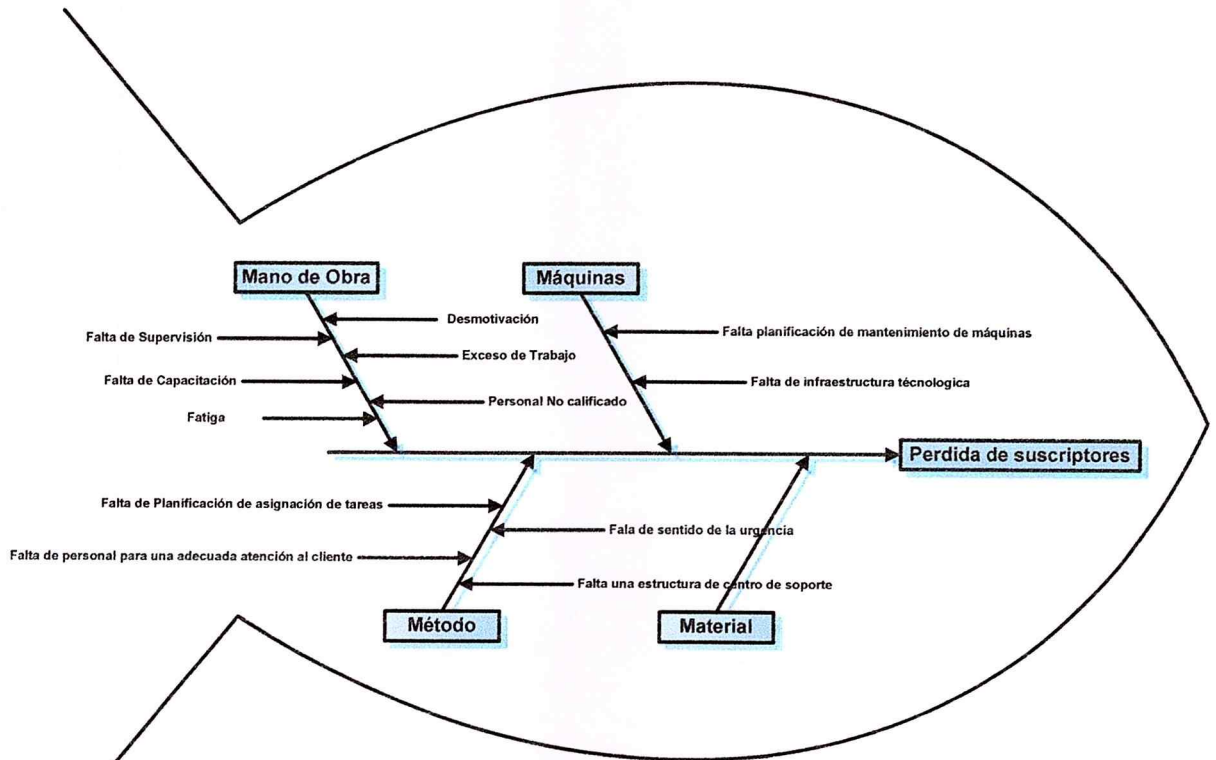 Mano de Obra
Máquinas
Desmotivación
Falta de Supervisión
Exceso de Trabajo
Falta de Capacitación
Personal No calificado
Fatiga
Falta planificación de mantenimiento de máquinas
Falta de infraestructura técnologica
Perdida de suscriptores
Falta de Planificación de asignación de tareas
Fala de sentido de la urgencia
Falta de personal para una adecuada atención al cliente
Falta una estructura de centro de soporte
Método
Material